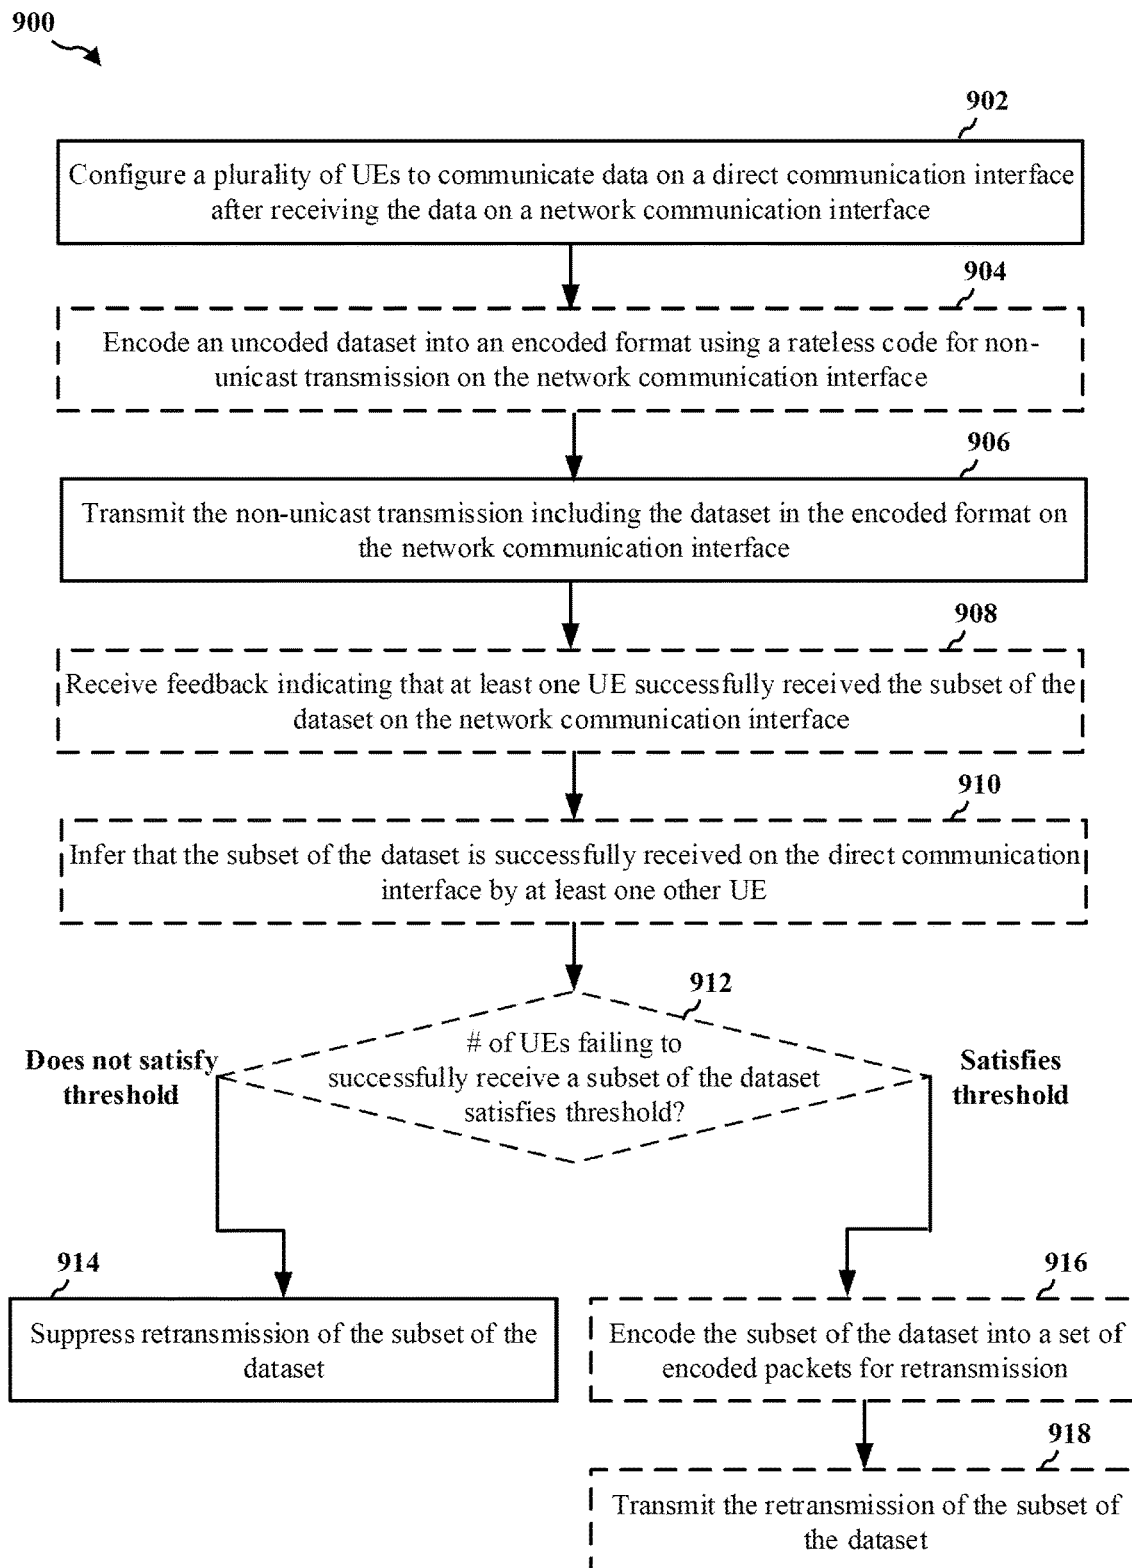 900
902
Configure a plurality of UEs to communicate data on a direct communication interface
after receiving the data on a network communication interface
904
Encode an uncoded dataset into an encoded format using a rateless code for non-
unicast transmission on the network communication interface
906
Transmit the non-unicast transmission including the dataset in the encoded format on
the network communication interface
908
Receive feedback indicating that at least one UE successfully received the subset of the
dataset on the network communication interface
910
Infer that the subset of the dataset is successfully received on the direct communication
interface by at least one other UE
912
# of UEs failing to
successfully receive a subset of the dataset
satisfies threshold?
Does not satisfy
threshold
Satisfies
threshold
914
Suppress retransmission of the subset of the
dataset
916
Encode the subset of the dataset into a set of
encoded packets for retransmission
918
Transmit the retransmission of the subset of
the dataset